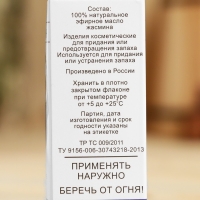 Состав:
100% натуральное
эфирное масло
жасмина
Изделия косметические
для придания или
предотвращения запаха
Используется для придания
или устранения запаха
Произведено в России
Хранить в плотно
закрытом флаконе
при температуре
от +5 до +25°С
Партия, дата
изготовления и срок
годности указаны
на этикетке
ТР ТС 009/2011
ТУ 9156-006-30743218-2013
ПРИМЕНЯТЬ
НАРУЖНО
БЕРЕЧЬ ОТ ОГНЯ!